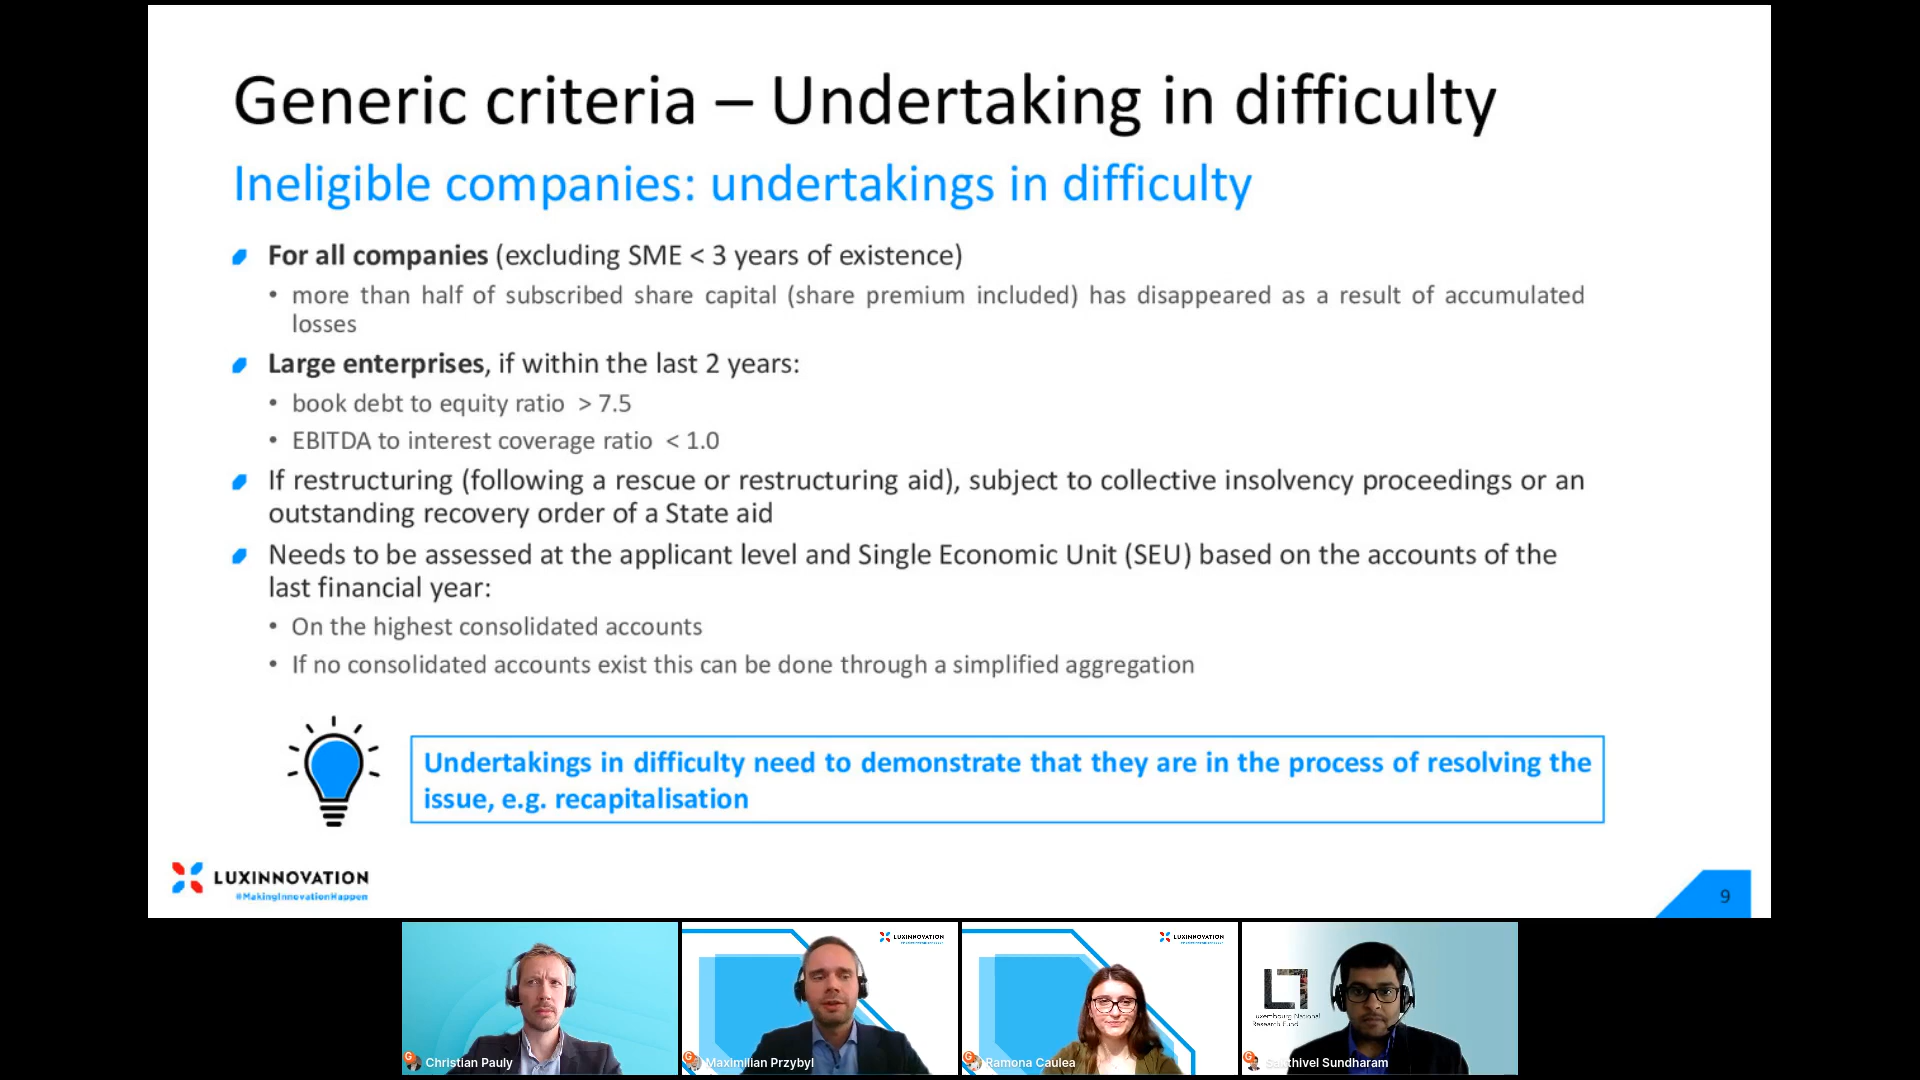 Generic criteria – Undertaking in difficulty
Ineligible companies: undertakings in difficulty
For all companies (excluding SME < 3 years of existence)
• more than half of subscribed share capital (share premium included) has disappeared as a result of accumulated
losses
Large enterprises, if within the last 2 years:
• book debt to equity ratio > 7.5
• EBITDA to interest coverage ratio < 1.0
If restructuring (following a rescue or restructuring aid), subject to collective insolvency proceedings or an
outstanding recovery order of a State aid
Needs to be assessed at the applicant level and Single Economic Unit (SEU) based on the accounts of the
last financial year:
• On the highest consolidated accounts
• If no consolidated accounts exist this can be done through a simplified aggregation
Undertakings in difficulty need to demonstrate that they are in the process of resolving the
issue, e.g. recapitalisation
LUXINNOVATION
#MakingInnovationHappen
9
LUXINNOVATION
LUXINNOVATION
Luxembourg National
Research Fund
Christian Pauly
Maximilian Przybyl
Ramona Caulea
Sundharam